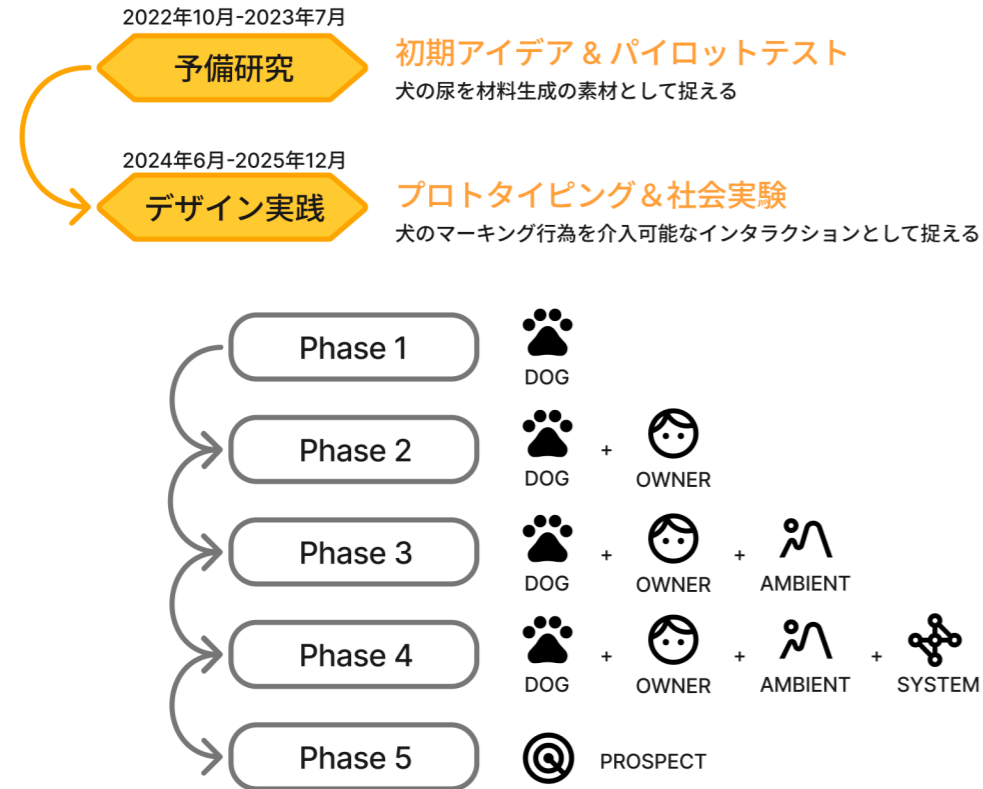 2022年10月-2023年7月
予備研究
初期アイデア & パイロットテスト
犬の尿を材料生成の素材として捉える
2024年6月-2025年12月
デザイン実践
プロトタイピング&社会実験
犬のマーキング行為を介入可能なインタラクションとして捉える
Phase 1
DOG
Phase 2
DOG + OWNER
Phase 3
DOG + OWNER + AMBIENT
Phase 4
DOG + OWNER + AMBIENT + SYSTEM
Phase 5
PROSPECT